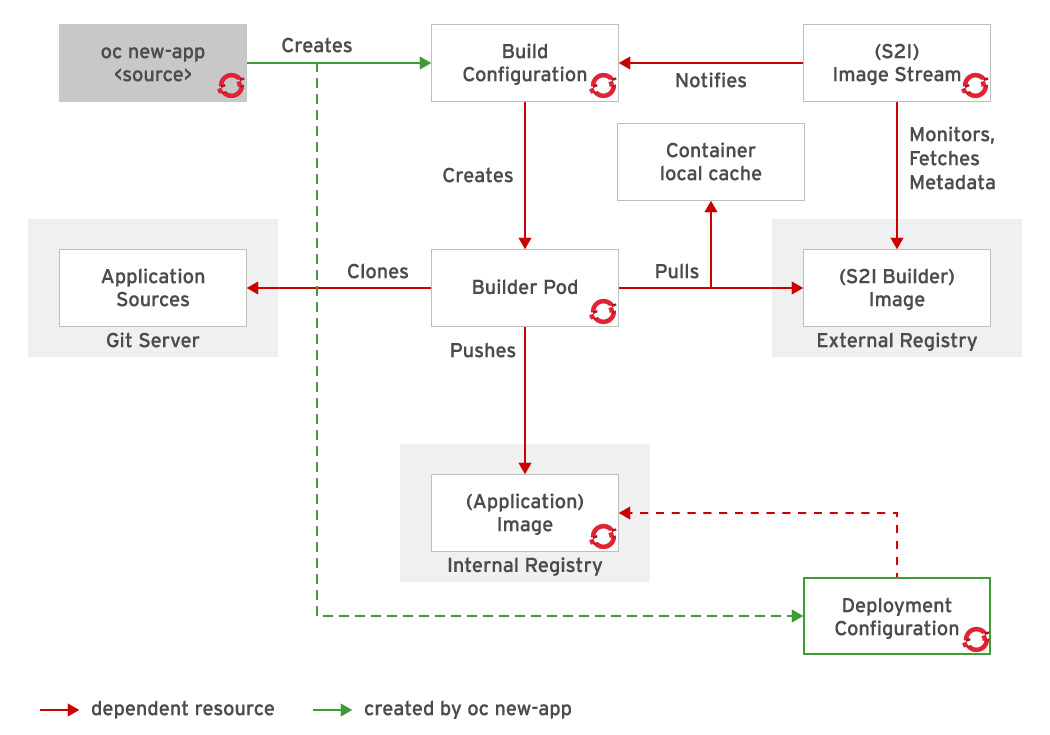 oc new-app
<source>
Creates
Build
Configuration
Notifies
(S2I)
Image Stream
Monitors,
Fetches
Metadata
Container
local cache
Creates
Application
Sources
Git Server
Clones
Builder Pod
Pulls
(S2I Builder)
Image
External Registry
Pushes
(Application)
Image
Internal Registry
Deployment
Configuration
dependent resource
created by oc new-app